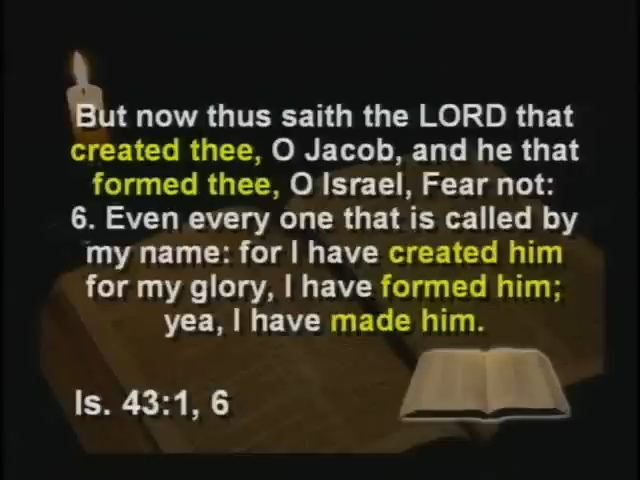 But now thus saith the LORD that
created thee, O Jacob, and he that
formed thee, O Israel, Fear not:
6. Even every one that is called by
my name: for I have created him
for my glory, I have formed him;
yea, I have made him.
Is. 43:1, 6